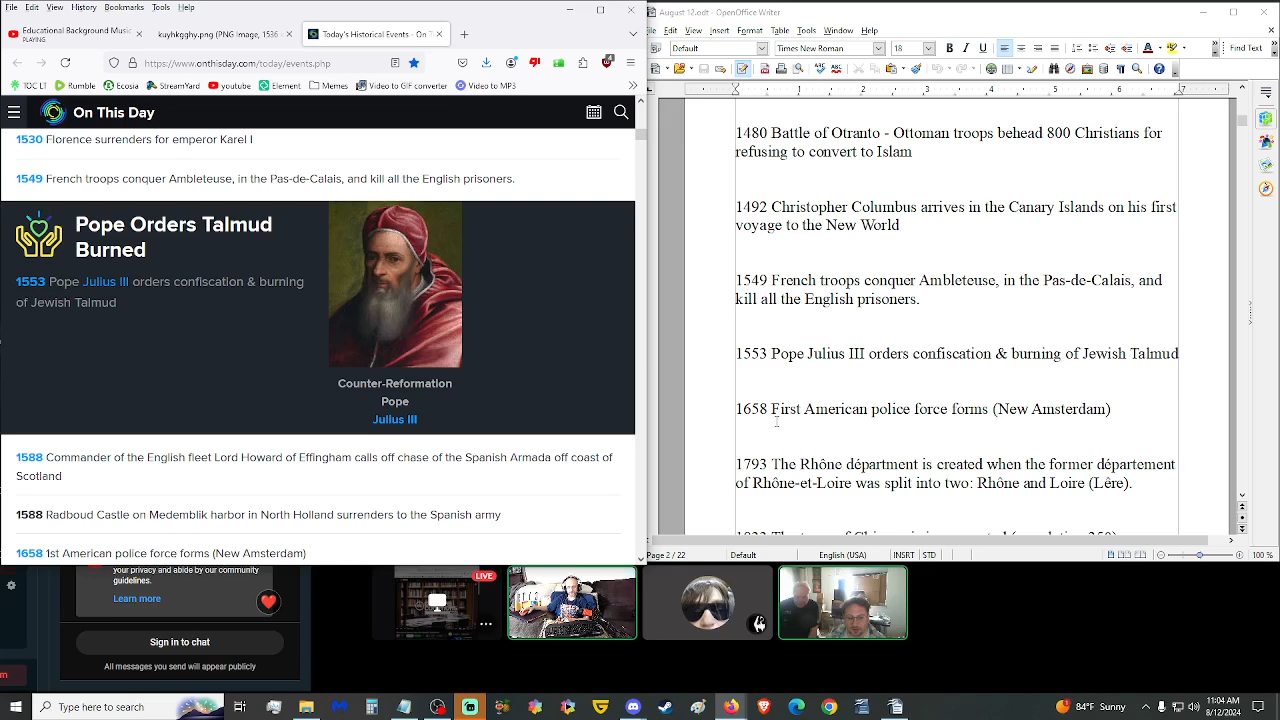 File Edit View History Bookmarks Tools Help
Educational Background Music
PLAYING
kuyhkgghy.png (PNG Image, 1536
Today's Historical Events - On T
https://www.onthisday.com/today/events.php
TOC LT Rumble Ecosa StreamYard youtube Element Memes Video to GIF converter Video to MP3
On This Day
1530 Florence surrenders for emperor Karel I
1549 French troops conquer Ambleteuse, in the Pas-de-Calais, and kill all the English prisoners.
Pope Orders Talmud
Burned
1553 Pope Julius III orders confiscation & burning
of Jewish Talmud
Counter-Reformation
Pope
Julius III
1588 Commander of the English fleet Lord Howard of Effingham calls off chase of the Spanish Armada off coast of
Scotland
1588 Radboud Castle on Medemblik harbor in North Holland surrenders to the Spanish army
1658 1st American police force forms (New Amsterdam)
August 12.odt - OpenOffice Writer
File Edit View Insert Format Table Tools Window Help
Default Times New Roman 18 B I U Find Text
1 2 3 4 5 6 7
1480 Battle of Otranto - Ottoman troops behead 800 Christians for
refusing to convert to Islam
1492 Christopher Columbus arrives in the Canary Islands on his first
voyage to the New World
1549 French troops conquer Ambleteuse, in the Pas-de-Calais, and
kill all the English prisoners.
1553 Pope Julius III orders confiscation & burning of Jewish Talmud
1658 First American police force forms (New Amsterdam)
1793 The Rhône départment is created when the former département
of Rhône-et-Loire was split into two: Rhône and Loire (Lêre).
Page 2 / 22 Default English (USA) INSRT STD 100 %
your privacy and abide by our community
guidelines.
Learn more
Sign in to chat
All messages you send will appear publicly
LIVE
Type here to search
84°F Sunny
11:04 AM
8/12/2024